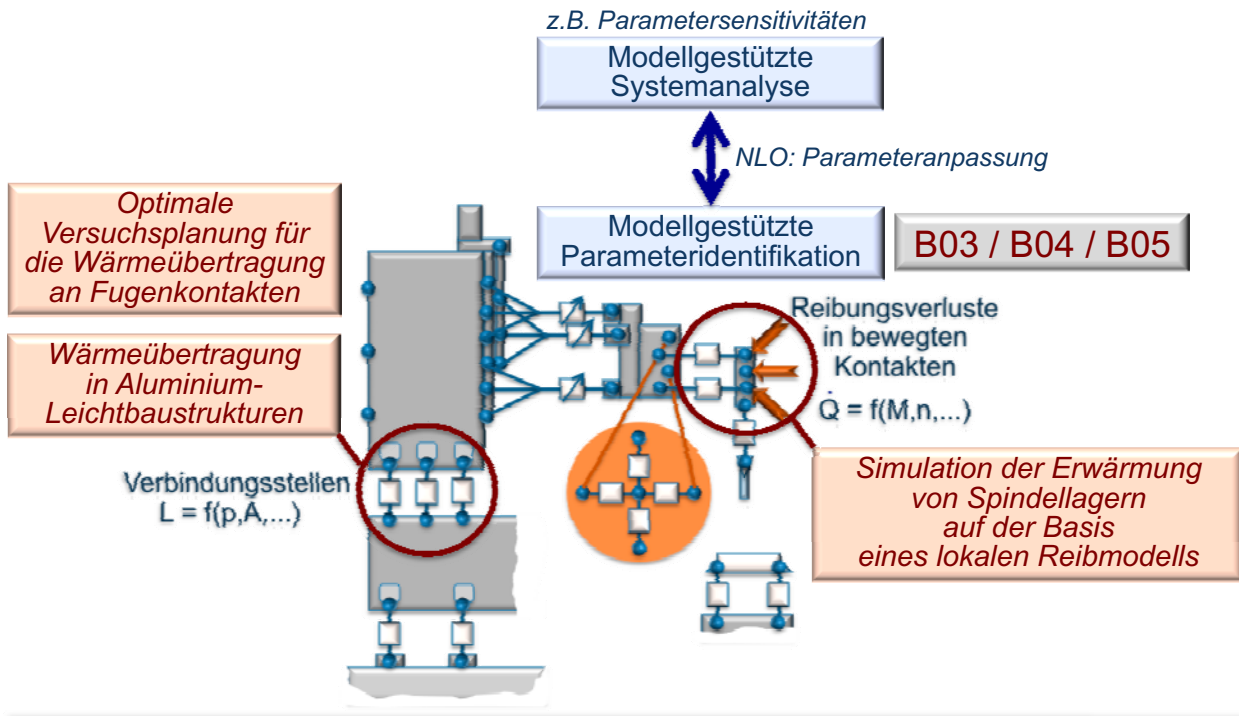 z.B. Parametersensitivitäten
Modellgestützte
Systemanalyse
NLO: Parameteranpassung
Modellgestützte
Parameteridentifikation
B03 / B04 / B05
Optimale
Versuchsplanung für
die Wärmeübertragung
an Fugenkontakten
Wärmeübertragung
in Aluminium-
Leichtbaustrukturen
Verbindungsstellen
L = f(p,A,...)
Reibungsverluste
in bewegten
Kontakten
Q̇ = f(M,n,...)
Simulation der Erwärmung
von Spindellagern
auf der Basis
eines lokalen Reibmodells